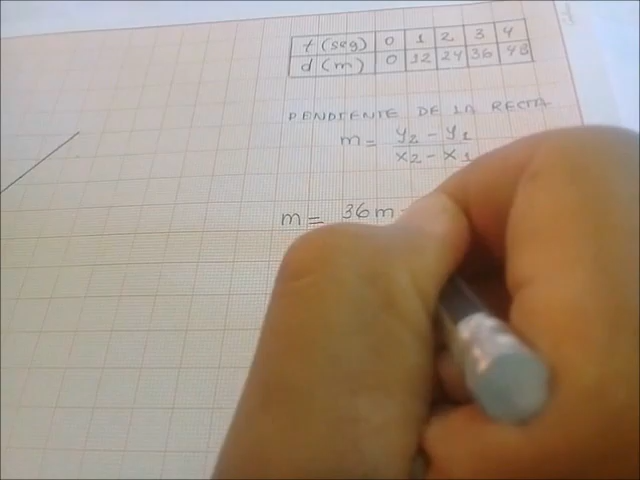 t (seg) 0 1 2 3 4
d (m) 0 12 24 36 48
PENDIENTE DE LA RECTA
m = y2 - y1
x2 - x1
m = 36m -